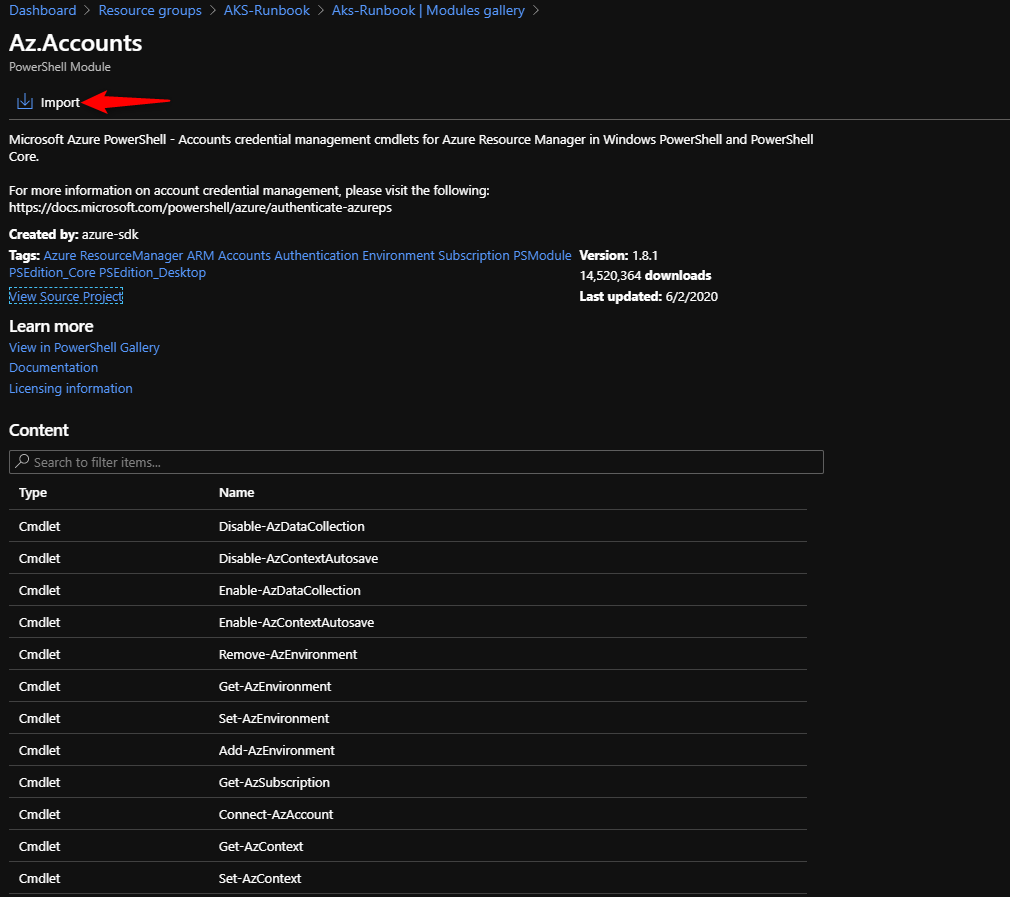 Dashboard > Resource groups > AKS-Runbook > Aks-Runbook | Modules gallery >
Az.Accounts
PowerShell Module
Import
Microsoft Azure PowerShell - Accounts credential management cmdlets for Azure Resource Manager in Windows PowerShell and PowerShell
Core.
For more information on account credential management, please visit the following:
https://docs.microsoft.com/powershell/azure/authenticate-azureps
Created by: azure-sdk
Tags: Azure ResourceManager ARM Accounts Authentication Environment Subscription PSModule
PSEdition_Core PSEdition_Desktop
View Source Project
Version: 1.8.1
14,520,364 downloads
Last updated: 6/2/2020
Learn more
View in PowerShell Gallery
Documentation
Licensing information
Content
Search to filter items...
Type Name
Cmdlet Disable-AzDataCollection
Cmdlet Disable-AzContextAutosave
Cmdlet Enable-AzDataCollection
Cmdlet Enable-AzContextAutosave
Cmdlet Remove-AzEnvironment
Cmdlet Get-AzEnvironment
Cmdlet Set-AzEnvironment
Cmdlet Add-AzEnvironment
Cmdlet Get-AzSubscription
Cmdlet Connect-AzAccount
Cmdlet Get-AzContext
Cmdlet Set-AzContext